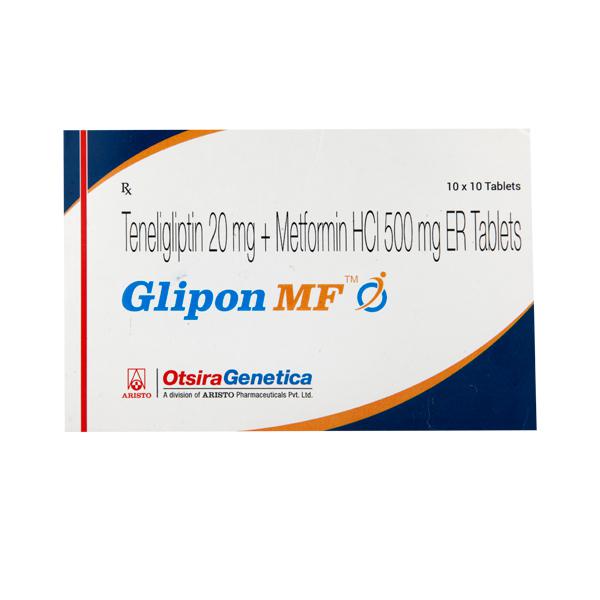 Rx
10 x 10 Tablets
Teneligliptin 20 mg + Metformin HCl 500 mg ER Tablets
Glipon MF™
ARISTO
OtsiraGenetica
A division of ARISTO Pharmaceuticals Pvt. Ltd.